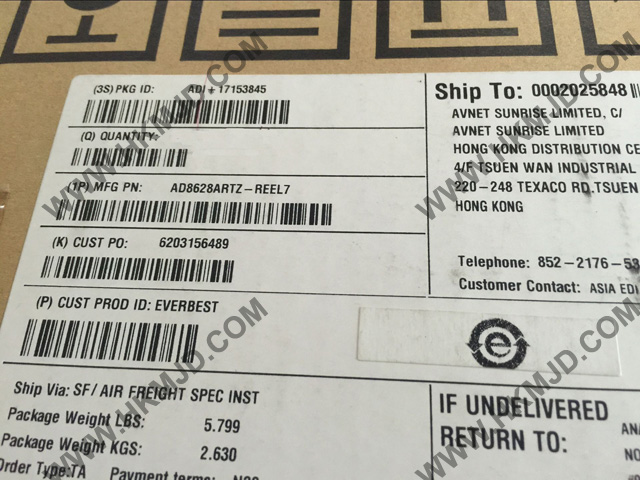 (3S) PKG ID: ADI+17153845
(Q) QUANTITY:
(1P) MFG PN: AD8628ARTZ-REEL7
(K) CUST PO: 6203156489
(P) CUST PROD ID: EVERBEST
Ship Via: SF/AIR FREIGHT SPEC INST
Package Weight LBS: 5.799
Package Weight KGS: 2.630
Order Type:TA Payment terms:
Ship To: 0002025848
AVNET SUNRISE LIMITED, C/
AVNET SUNRISE LIMITED
HONG KONG DISTRIBUTION CE
4/F TSUEN WAN INDUSTRIAL
220-248 TEXACO RD.TSUEN
HONG KONG
Telephone: 852-2176-53
Customer Contact: ASIA EDI
e
IF UNDELIVERED
RETURN TO:
WWW.HKMJD.COM
WWW.HKMJD.COM
WWW.HKMJD.COM
WWW.HKMJD.COM